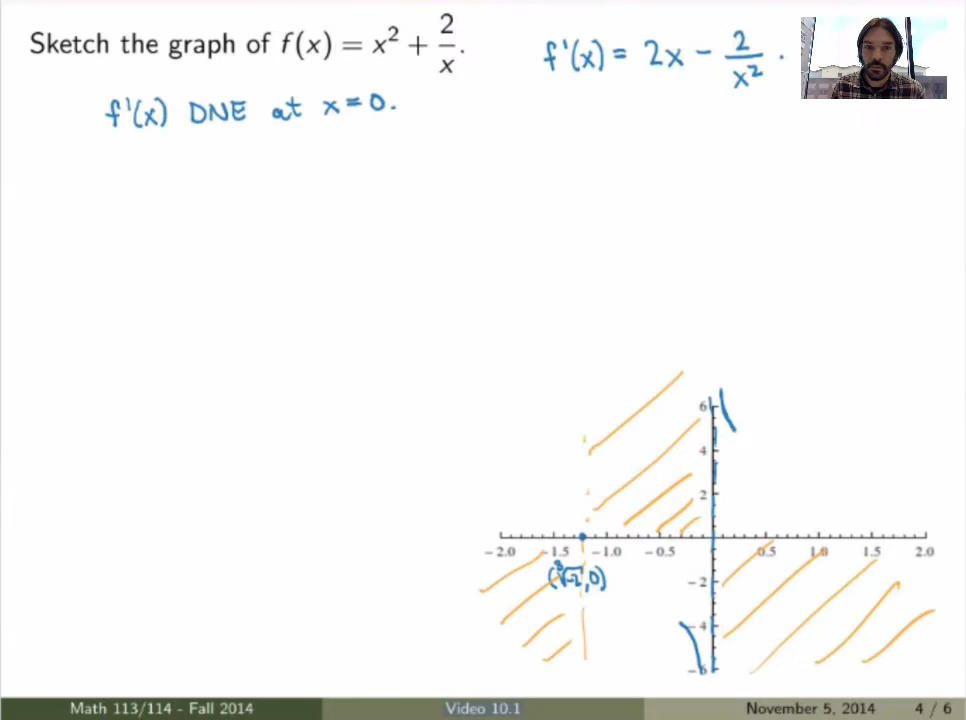 Sketch the graph of f(x) = x² + 2/x.
f'(x) = 2x - 2/x².
f'(x) DNE at x=0.
6
4
2
-2.0 -1.5 -1.0 -0.5 0.5 1.0 1.5 2.0
(∛-2, 0)
-2
-4
-6
Math 113/114 - Fall 2014 Video 10.1 November 5, 2014 4 / 6